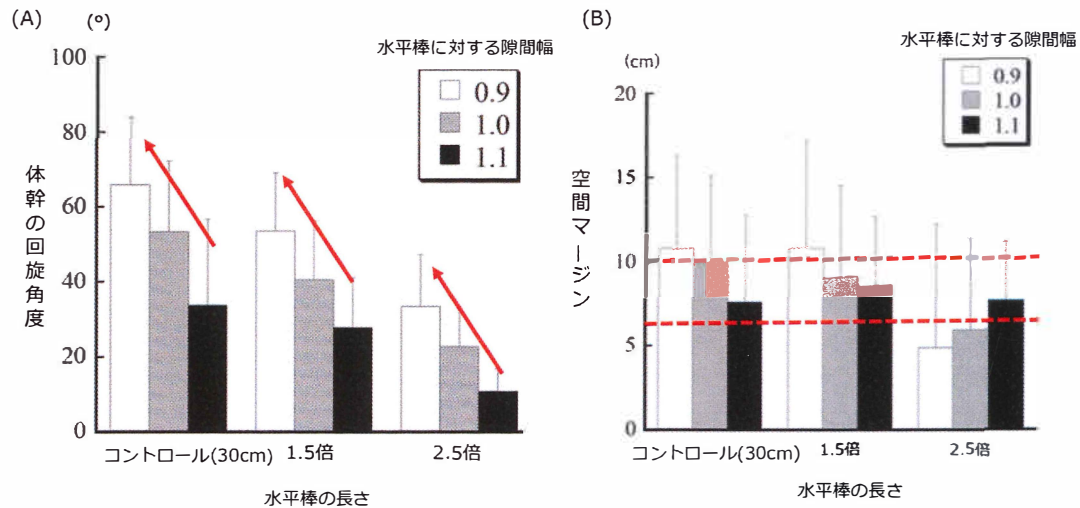 (A)
(°)
水平棒に対する隙間幅
0.9
1.0
1.1
100
80
60
40
20
0
体幹の回旋角度
コントロール(30cm) 1.5倍 2.5倍
水平棒の長さ
(B)
水平棒に対する隙間幅
(cm)
0.9
1.0
1.1
20
15
10
5
0
空間マージン
コントロール(30cm) 1.5倍 2.5倍
水平棒の長さ